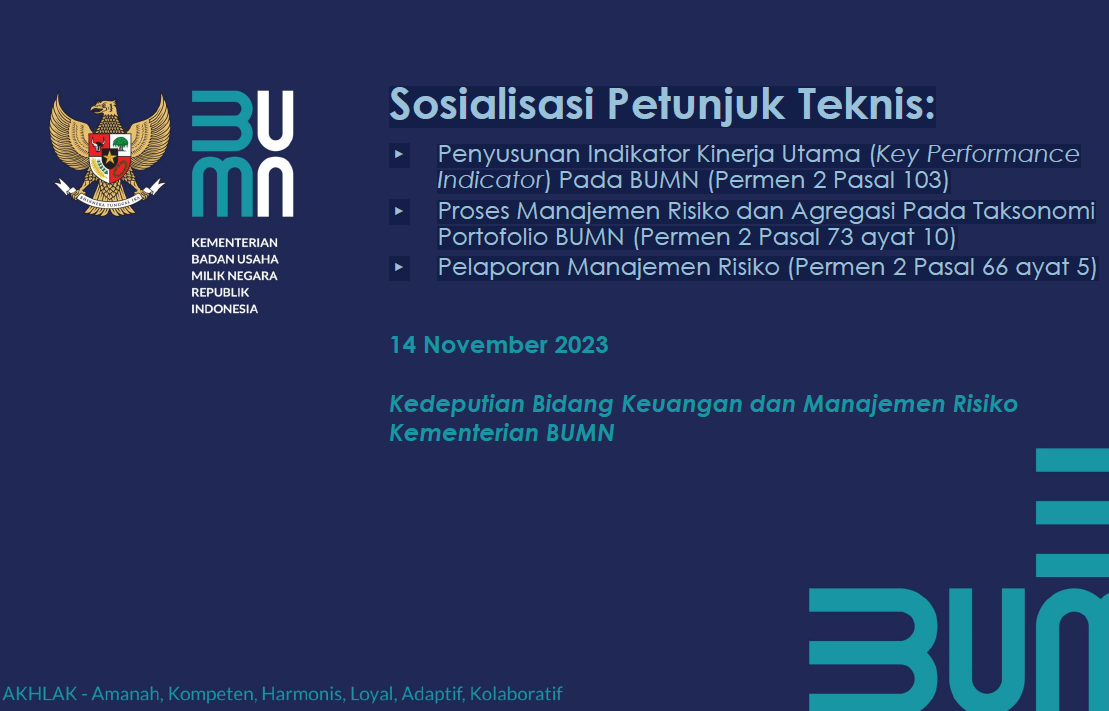 BUMN
KEMENTERIAN
BADAN USAHA
MILIK NEGARA
REPUBLIK
INDONESIA
Sosialisasi Petunjuk Teknis:
▸ Penyusunan Indikator Kinerja Utama (Key Performance
Indicator) Pada BUMN (Permen 2 Pasal 103)
▸ Proses Manajemen Risiko dan Agregasi Pada Taksonomi
Portofolio BUMN (Permen 2 Pasal 73 ayat 10)
▸ Pelaporan Manajemen Risiko (Permen 2 Pasal 66 ayat 5)
14 November 2023
Kedeputian Bidang Keuangan dan Manajemen Risiko
Kementerian BUMN
BUM
AKHLAK - Amanah, Kompeten, Harmonis, Loyal, Adaptif, Kolaboratif